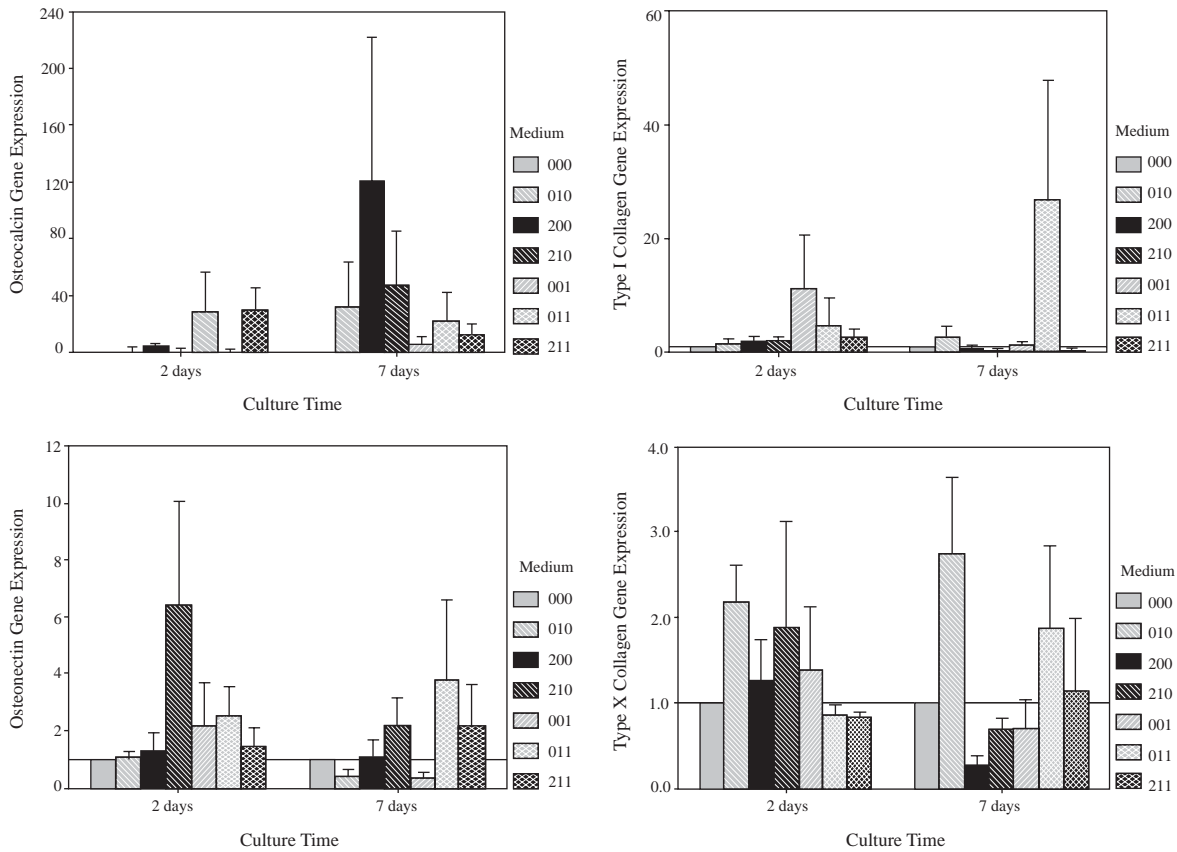 Osteocalcin Gene Expression
240
200
160
120
80
40
0
2 days
7 days
Culture Time
Medium
000
010
200
210
001
011
211
Type I Collagen Gene Expression
60
40
20
0
2 days
7 days
Culture Time
Medium
000
010
200
210
001
011
211
Osteonectin Gene Expression
12
10
8
6
4
2
0
2 days
7 days
Culture Time
Medium
000
010
200
210
001
011
211
Type X Collagen Gene Expression
4.0
3.0
2.0
1.0
0.0
2 days
7 days
Culture Time
Medium
000
010
200
210
001
011
211